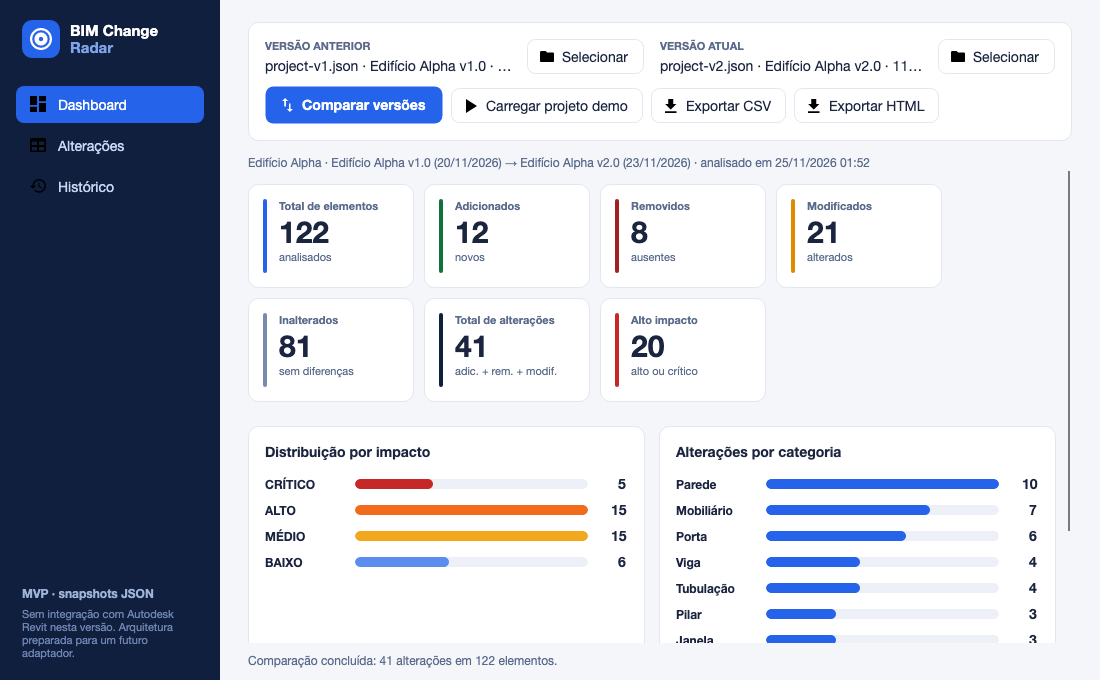 BIM Change
Radar
Dashboard
Alterações
Histórico
MVP · snapshots JSON
Sem integração com Autodesk
Revit nesta versão. Arquitetura
preparada para um futuro
adaptador.
VERSÃO ANTERIOR
project-v1.json · Edifício Alpha v1.0 · ...
Selecionar
VERSÃO ATUAL
project-v2.json · Edifício Alpha v2.0 · 11...
Selecionar
Comparar versões
Carregar projeto demo
Exportar CSV
Exportar HTML
Edifício Alpha · Edifício Alpha v1.0 (20/11/2026) → Edifício Alpha v2.0 (23/11/2026) · analisado em 25/11/2026 01:52
Total de elementos
122
analisados
Adicionados
12
novos
Removidos
8
ausentes
Modificados
21
alterados
Inalterados
81
sem diferenças
Total de alterações
41
adic. + rem. + modif.
Alto impacto
20
alto ou crítico
Distribuição por impacto
CRÍTICO 5
ALTO 15
MÉDIO 15
BAIXO 6
Alterações por categoria
Parede 10
Mobiliário 7
Porta 6
Viga 4
Tubulação 4
Pilar 3
Janela 3
Comparação concluída: 41 alterações em 122 elementos.